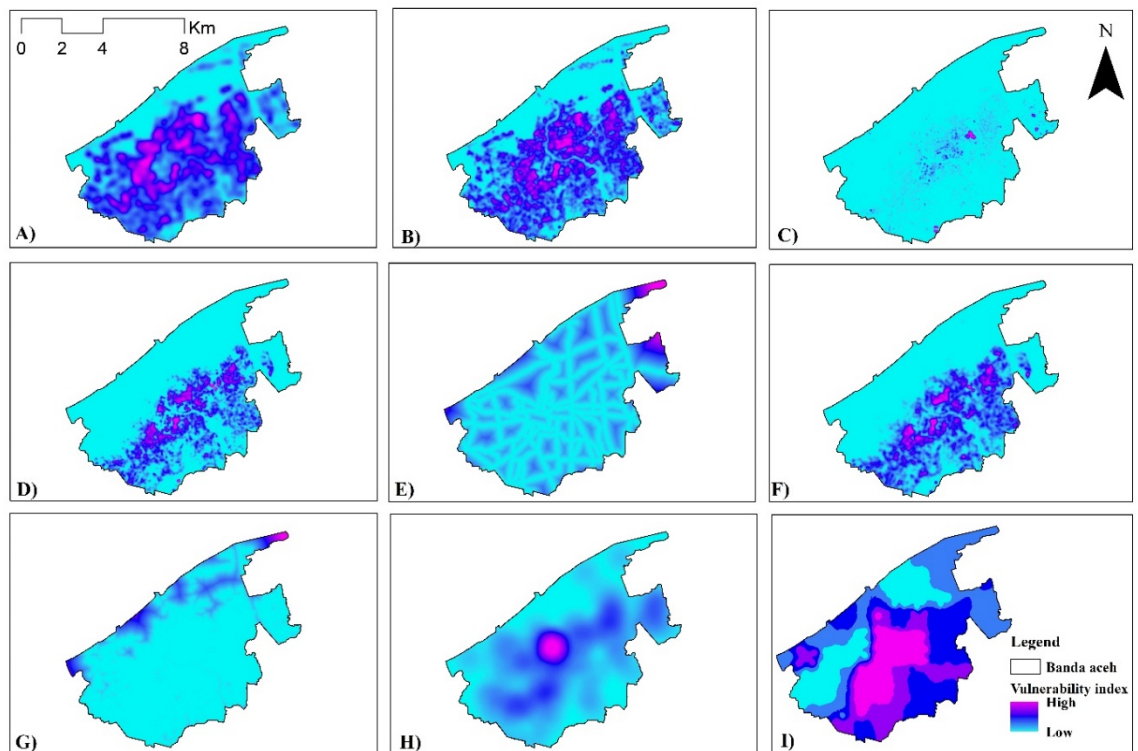 Km
0 2 4 8
N
A)
B)
C)
D)
E)
F)
G)
H)
I)
Legend
Banda aceh
Vulnerability index
High
Low